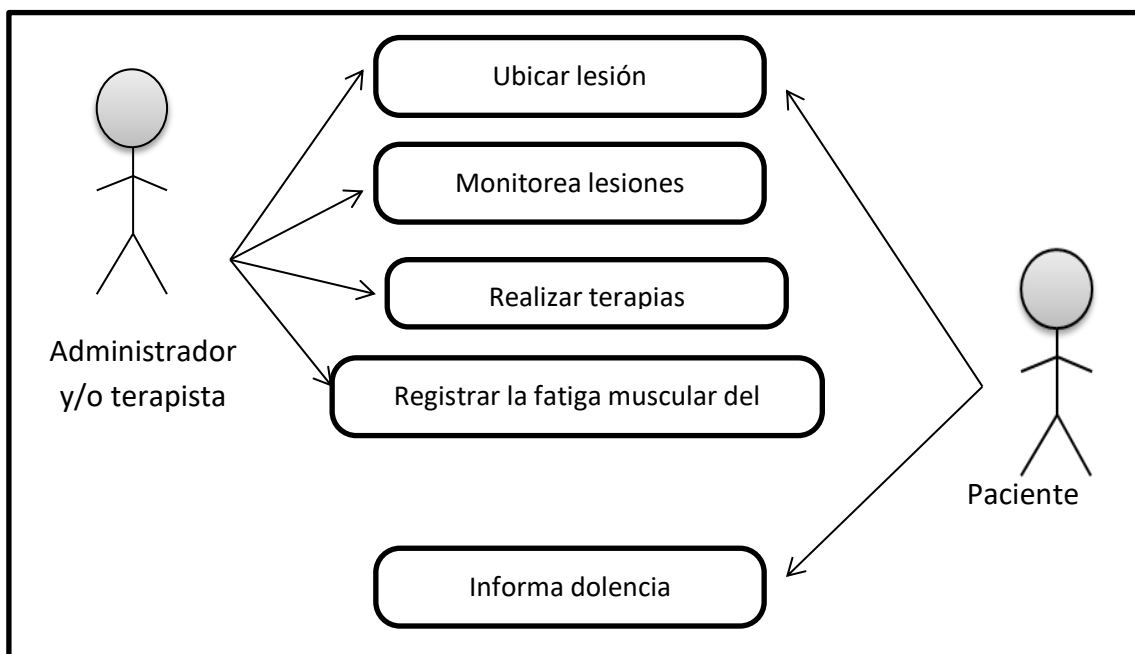 Ubicar lesión
Monitorea lesiones
Realizar terapias
Administrador
y/o terapista
Registrar la fatiga muscular del
Paciente
Informa dolencia